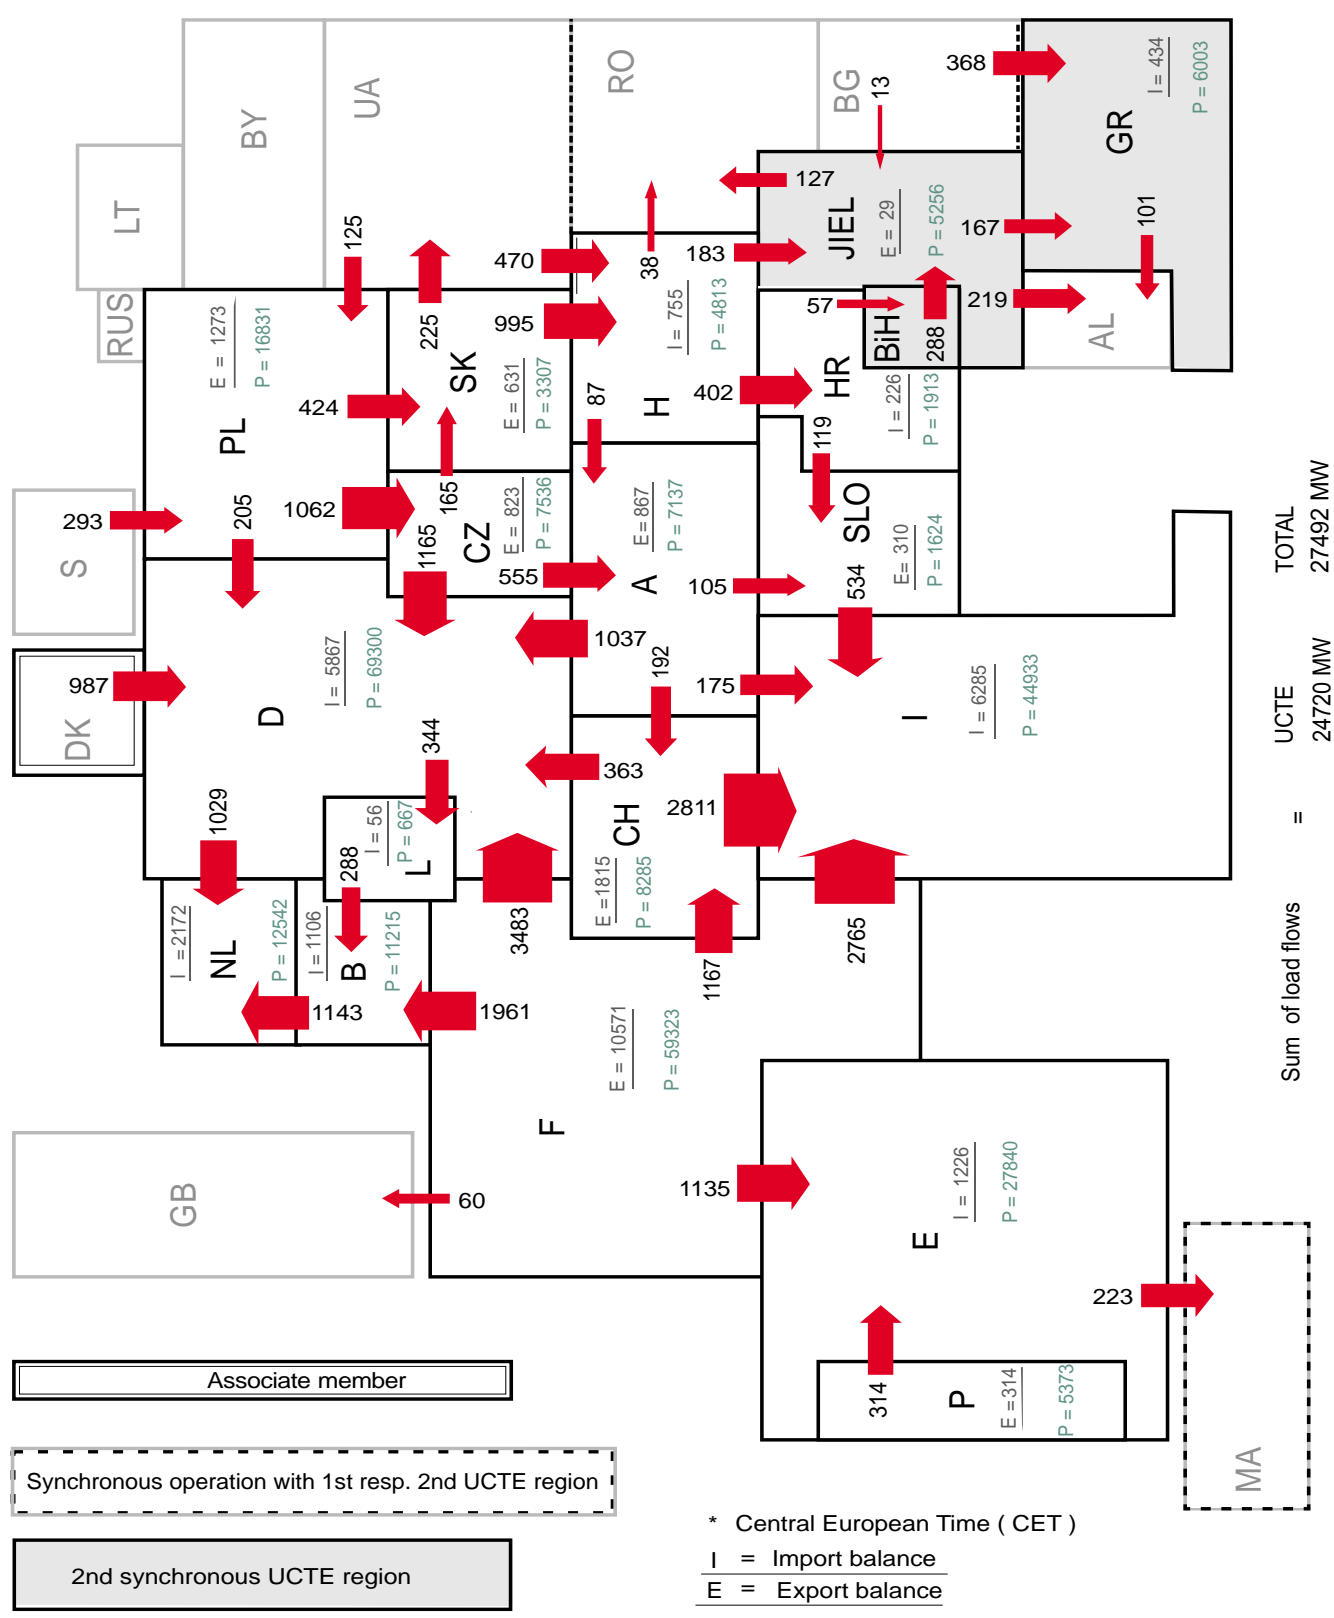 BY
UA
RO
BG
13
368
I = 434
P = 6003
GR
LT
125
127
JIEL
E = 29
P = 5256
167
101
RUS
E = 1273
P = 16831
PL
470
38
183
225
995
SK
E = 631
P = 3307
I = 755
P = 4813
H
57
BiH
288
219
AL
HR
I = 226
P = 1913
424
87
402
119
165
293
205
1062
1165
CZ
E = 823
P = 7536
E = 867
P = 7137
A
SLO
E= 310
P = 1624
S
555
105
534
1037
192
175
987
DK
D
I = 5867
P = 69300
344
363
I
I = 6285
P = 44933
1029
I = 56
P = 667
L
288
CH
E =1815
P = 8285
2811
I = 2172
NL
P = 12542
I = 1106
B
P = 11215
3483
1167
2765
1143
1961
E = 10571
P = 59323
F
GB
60
1135
E
I = 1226
P = 27840
223
MA
314
P
E =314
P = 5373
Sum of load flows = UCTE TOTAL
24720 MW 27492 MW
Associate member
Synchronous operation with 1st resp. 2nd UCTE region
2nd synchronous UCTE region
* Central European Time ( CET )
I = Import balance
E = Export balance